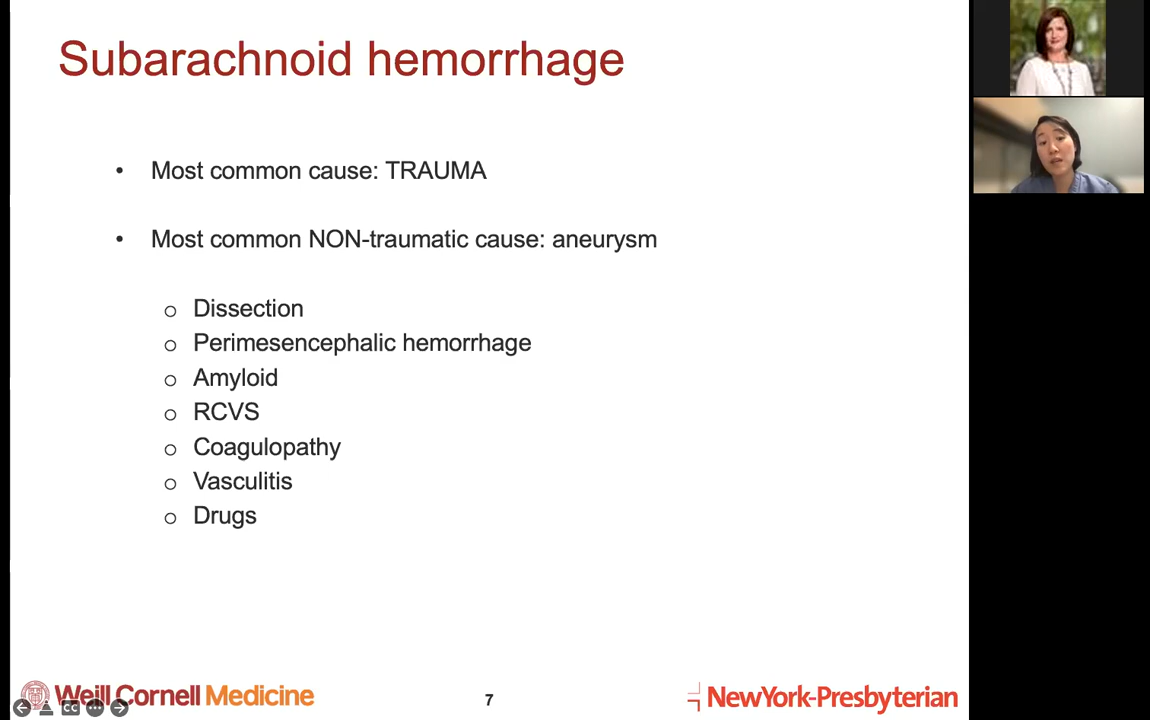 Subarachnoid hemorrhage
• Most common cause: TRAUMA
• Most common NON-traumatic cause: aneurysm
o Dissection
o Perimesencephalic hemorrhage
o Amyloid
o RCVS
o Coagulopathy
o Vasculitis
o Drugs
Weill Cornell Medicine
CC
7
NewYork-Presbyterian